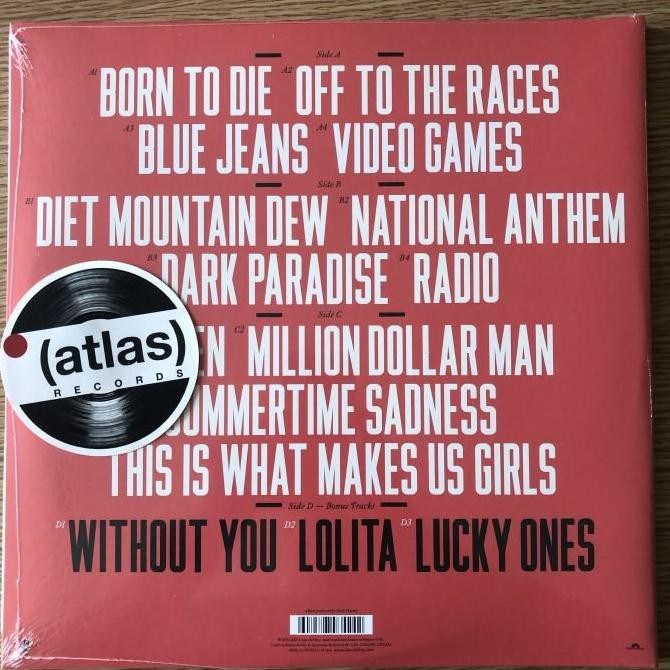 Side A
A1 BORN TO DIE A2 OFF TO THE RACES
A3 BLUE JEANS A4 VIDEO GAMES
Side B
B1 DIET MOUNTAIN DEW B2 NATIONAL ANTHEM
B3 DARK PARADISE B4 RADIO
Side C
EN C2 MILLION DOLLAR MAN
SUMMERTIME SADNESS
THIS IS WHAT MAKES US GIRLS
(atlas)
RECORDS
Side D — Bonus Tracks
D1 WITHOUT YOU D2 LOLITA D3 LUCKY ONES